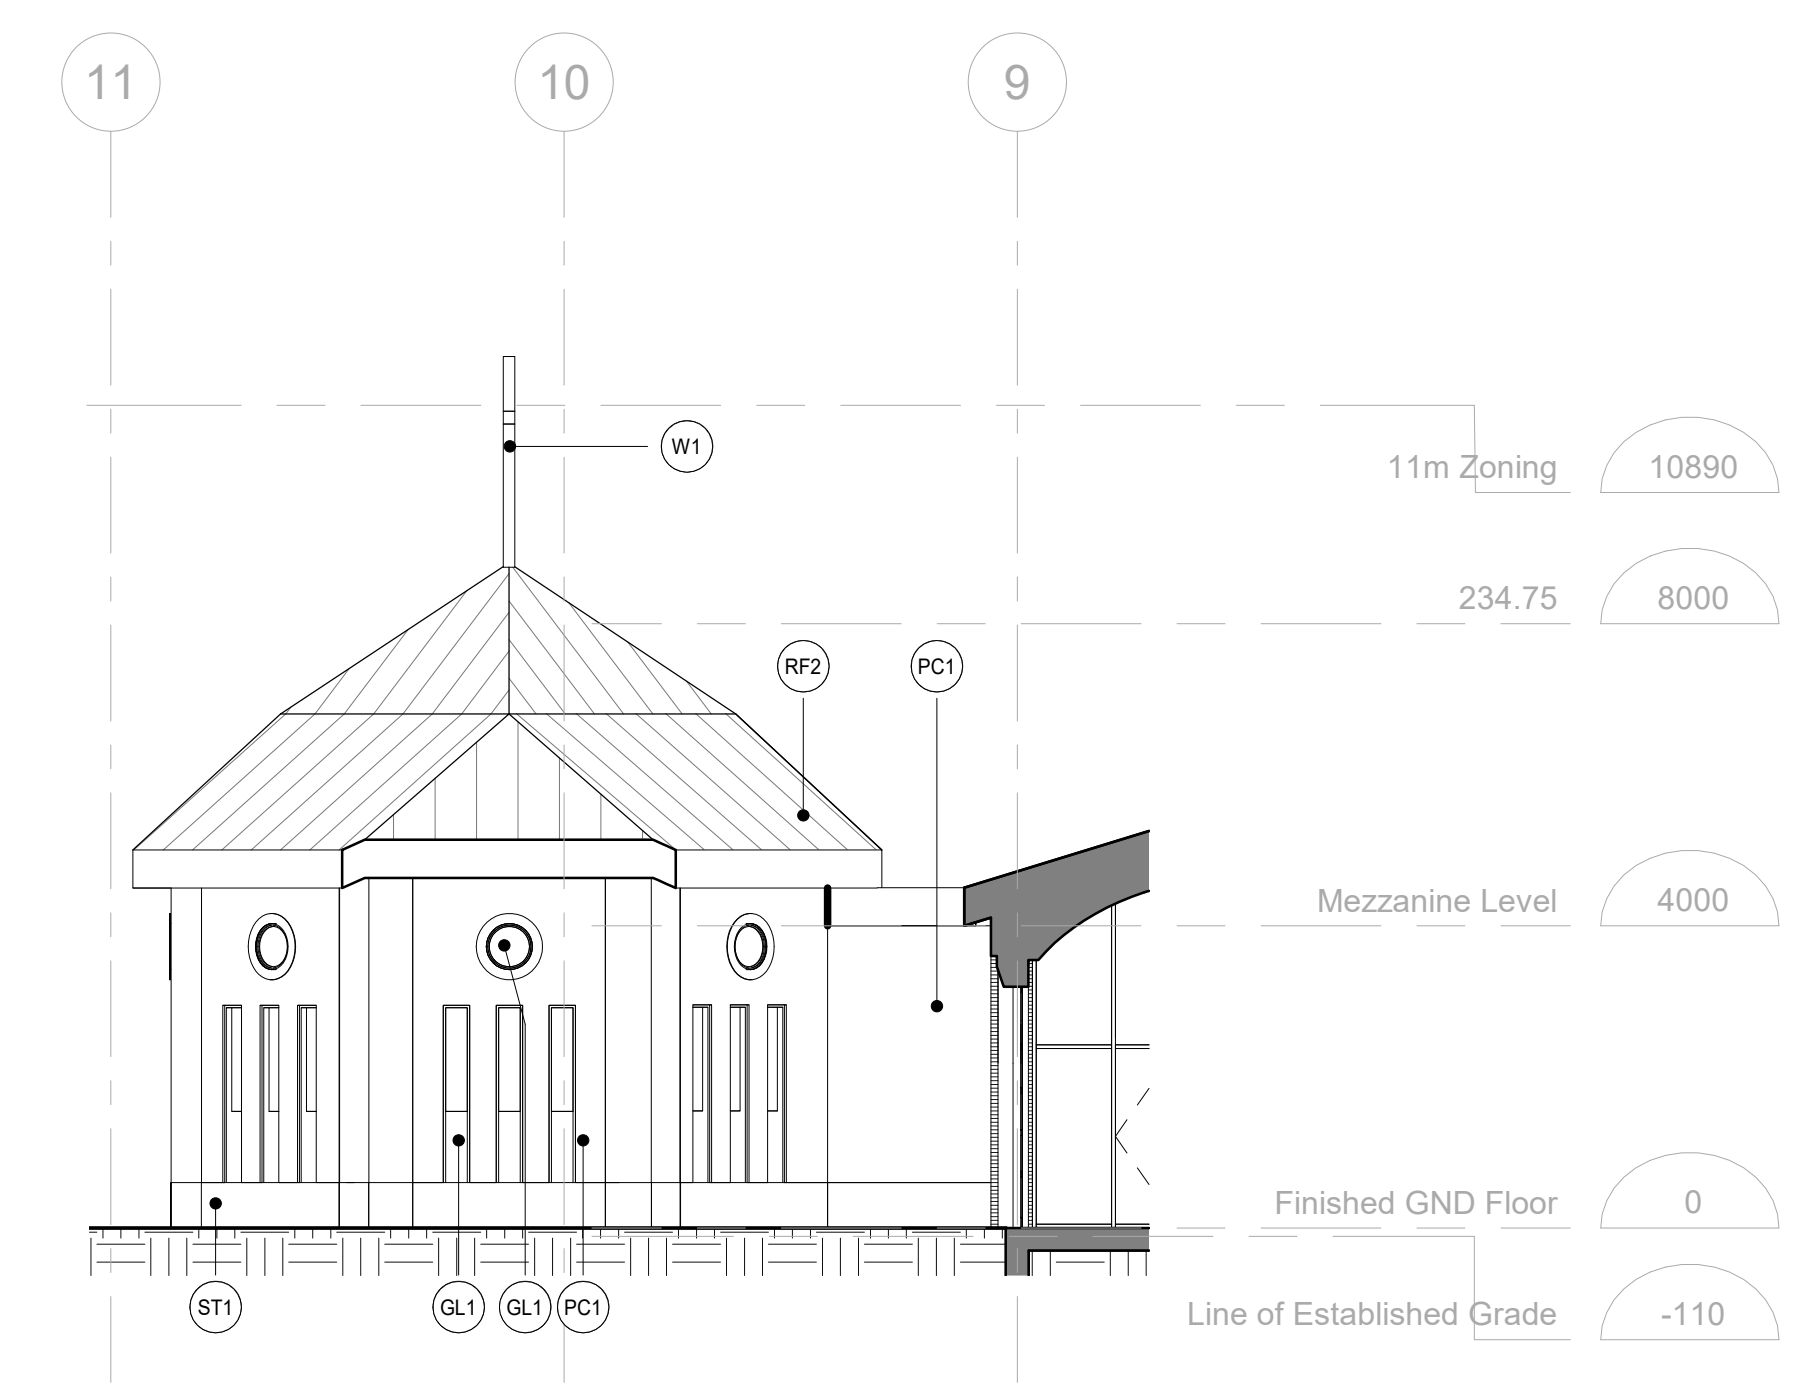 11 10 9
W1
11m Zoning 10890
234.75 8000
RF2 PC1
Mezzanine Level 4000
Finished GND Floor 0
ST1 GL1 GL1 PC1
Line of Established Grade -110